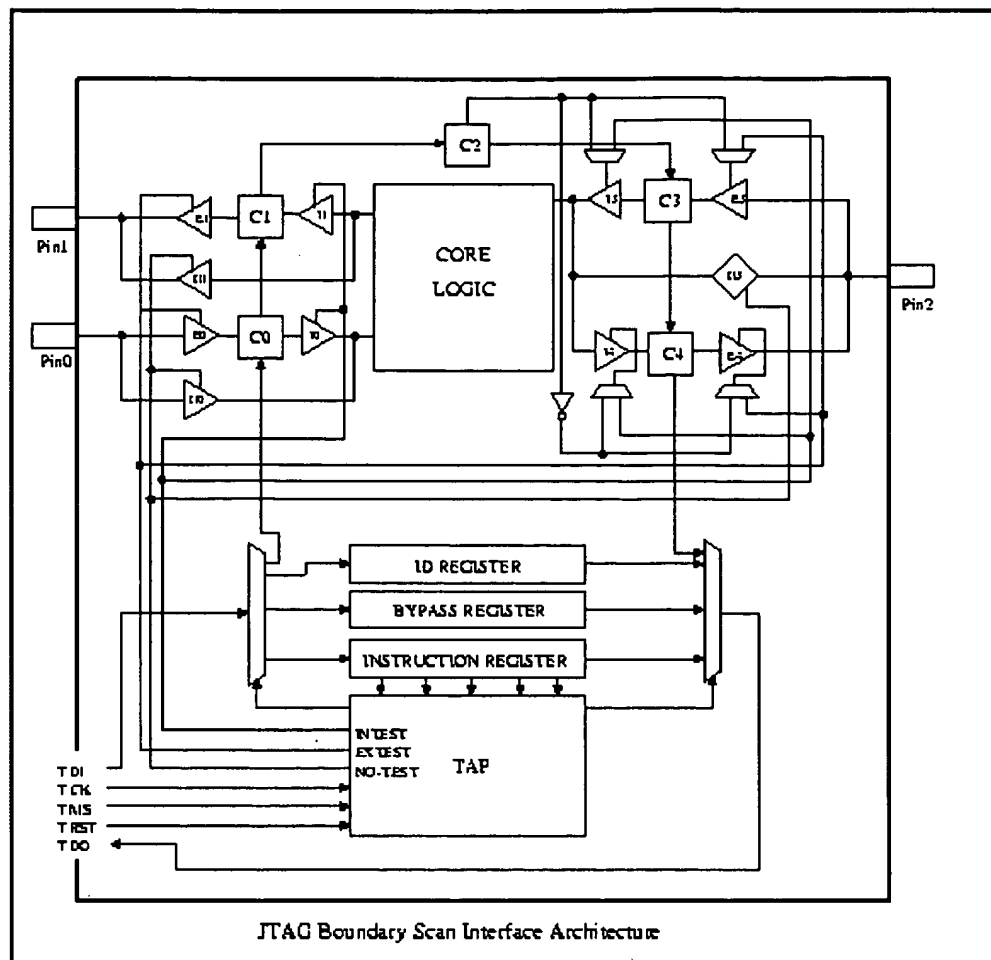 C2
C1
C3
CORE
LOGIC
Pin1
Pin2
C0
C4
Pin0
ID REGISTER
BYPASS REGISTER
INSTRUCTION REGISTER
INTEST
EXTEST
NO-TEST
TAP
TDI
TCK
TMS
TRST
TDO
JTAG Boundary Scan Interface Architecture